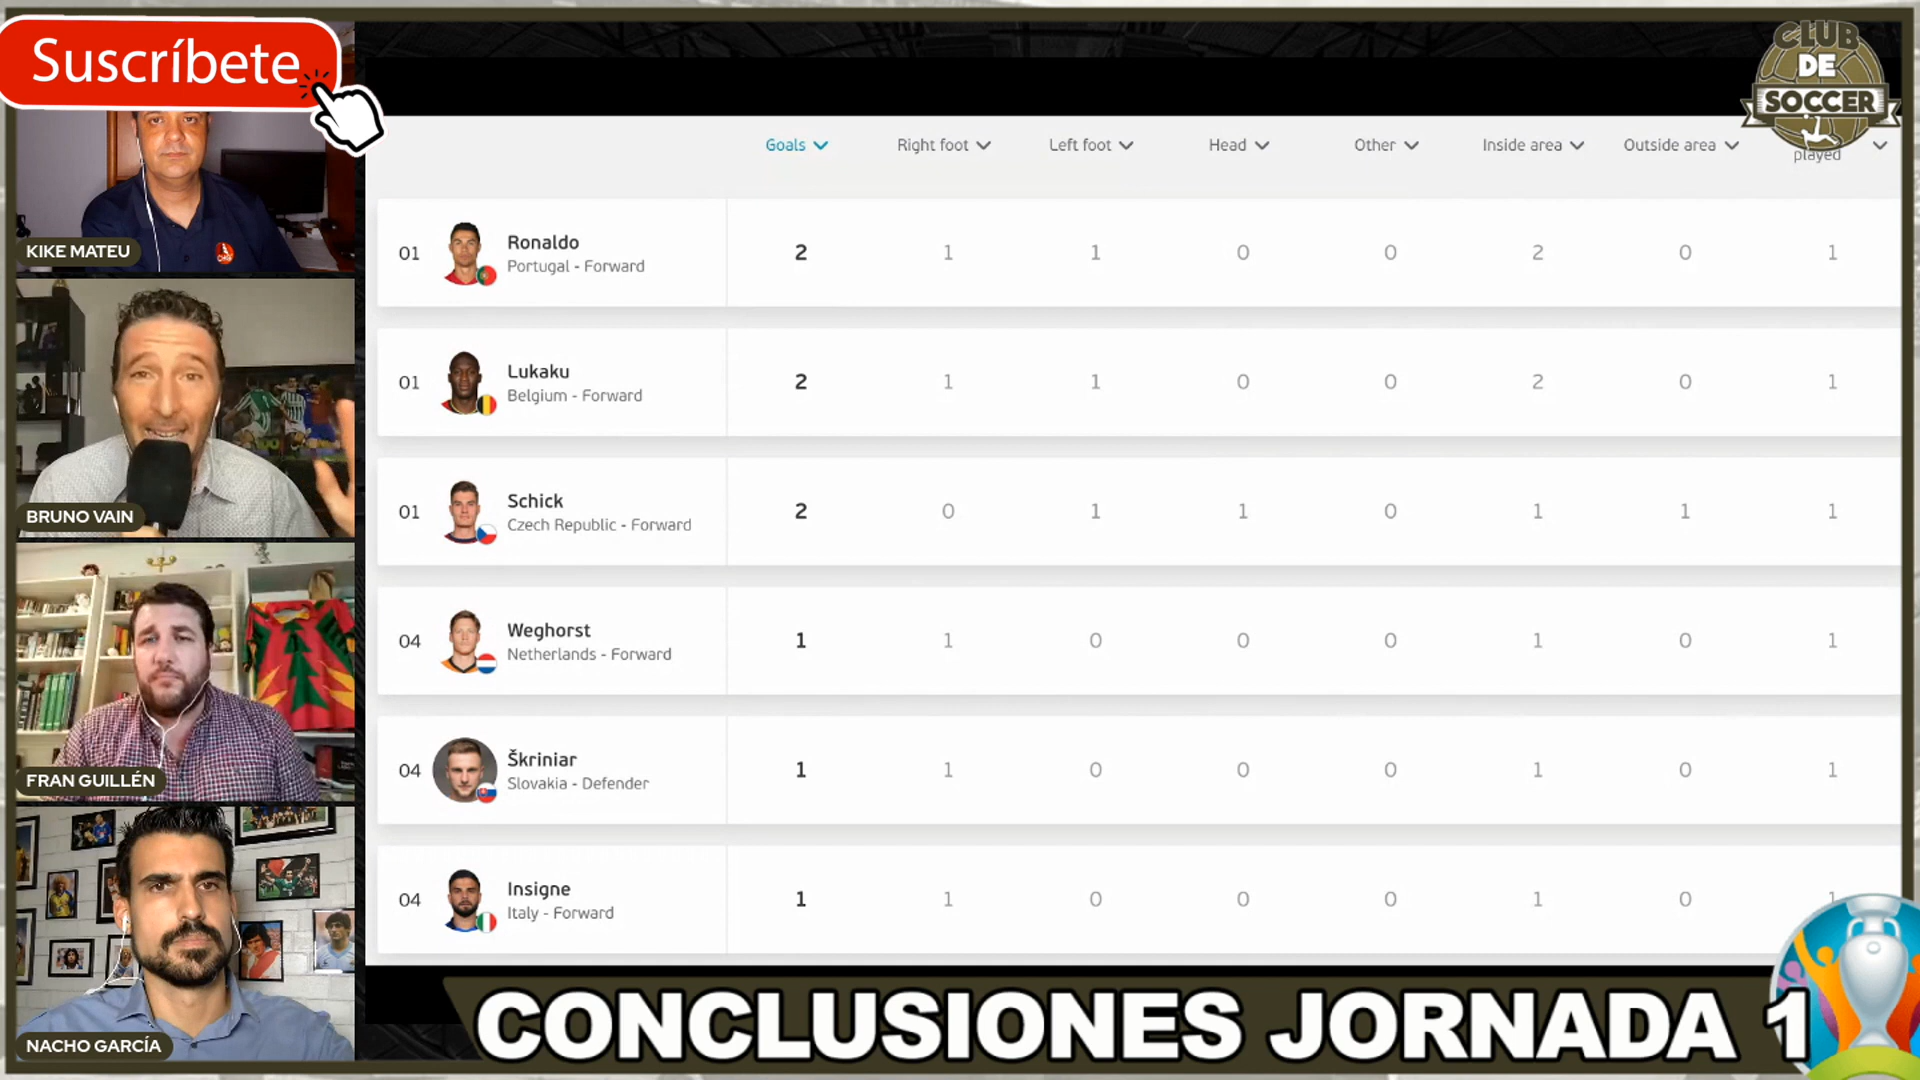 Suscríbete
CLUB
DE
SOCCER
Goals Right foot Left foot Head Other Inside area Outside area played
01 Ronaldo 2 1 1 0 0 2 0 1
Portugal - Forward
01 Lukaku 2 1 1 0 0 2 0 1
Belgium - Forward
01 Schick 2 0 1 1 0 1 1 1
Czech Republic - Forward
04 Weghorst 1 1 0 0 0 1 0 1
Netherlands - Forward
04 Škriniar 1 1 0 0 0 1 0 1
Slovakia - Defender
04 Insigne 1 1 0 0 0 1 0 1
Italy - Forward
KIKE MATEU
BRUNO VAIN
FRAN GUILLÉN
NACHO GARCÍA
CONCLUSIONES JORNADA 1